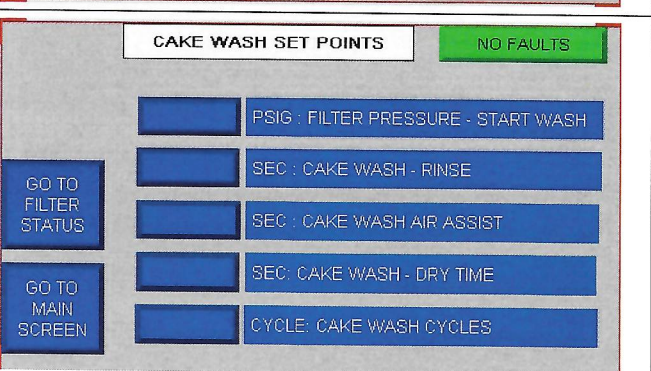 CAKE WASH SET POINTS
NO FAULTS
PSIG : FILTER PRESSURE - START WASH
SEC : CAKE WASH - RINSE
SEC : CAKE WASH AIR ASSIST
SEC: CAKE WASH - DRY TIME
CYCLE: CAKE WASH CYCLES
GO TO
FILTER
STATUS
GO TO
MAIN
SCREEN